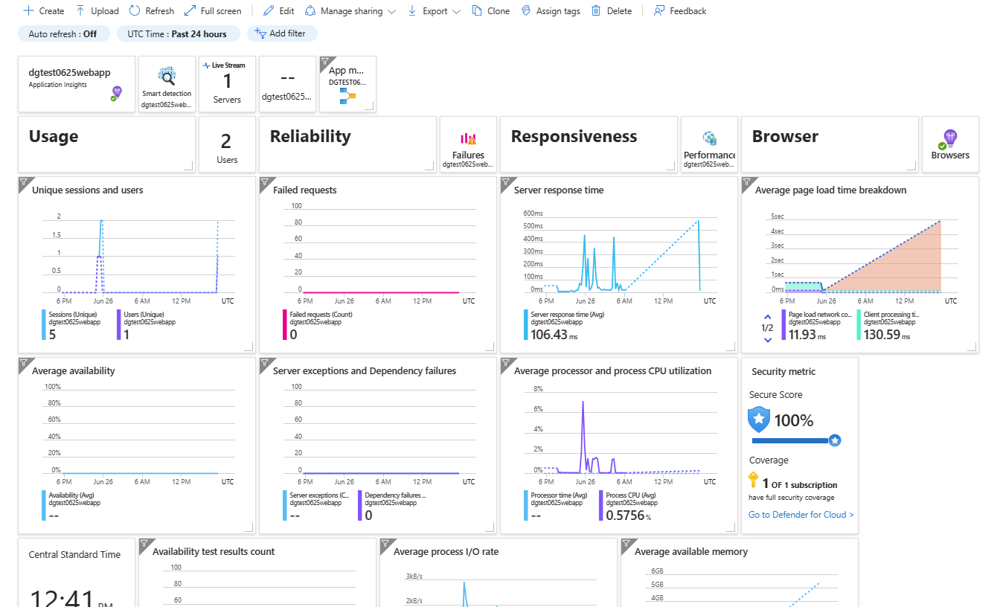 Create Upload Refresh Full screen Edit Manage sharing Export Clone Assign tags Delete Feedback
Auto refresh : Off UTC Time : Past 24 hours Add filter
dgtest0625webapp
Application Insights
Smart detection
dgtest0625web...
Live Stream
1
Servers
--
dgtest0625...
App m...
DGTEST06...
Usage
2
Users
Reliability
Failures
dgtest0625web...
Responsiveness
Performance
dgtest0625web...
Browser
Browsers
Unique sessions and users
2
1.5
1
0.5
0
6 PM Jun 26 6 AM 12 PM UTC
Sessions (Unique)
dgtest0625webapp
5
Users (Unique)
dgtest0625webapp
1
Failed requests
100
80
60
40
20
0
6 PM Jun 26 6 AM 12 PM UTC
Failed requests (Count)
dgtest0625webapp
0
Server response time
600ms
500ms
400ms
300ms
200ms
100ms
0ms
6 PM Jun 26 6 AM 12 PM UTC
Server response time (Avg)
dgtest0625webapp
106.43 ms
Average page load time breakdown
5sec
4sec
3sec
2sec
1sec
0ms
6 PM Jun 26 6 AM 12 PM UTC
1/2
Page load network co...
dgtest0625webapp
11.93 ms
Client processing ti...
dgtest0625webapp
130.59 ms
Average availability
100%
80%
60%
40%
20%
0%
6 PM Jun 26 6 AM 12 PM UTC
Availability (Avg)
dgtest0625webapp
--
Server exceptions and Dependency failures
100
80
60
40
20
0
6 PM Jun 26 6 AM 12 PM UTC
Server exceptions (C...
dgtest0625webapp
--
Dependency failures ...
dgtest0625webapp
0
Average processor and process CPU utilization
8%
6%
4%
2%
0%
6 PM Jun 26 6 AM 12 PM UTC
Processor time (Avg)
dgtest0625webapp
--
Process CPU (Avg)
dgtest0625webapp
0.5756 %
Security metric
Secure Score
100%
Coverage
1 OF 1 subscription
have full security coverage
Go to Defender for Cloud >
Central Standard Time
12:41 PM
Availability test results count
100
80
60
Average process I/O rate
3kB/s
2kB/s
Average available memory
6GB
5GB
4GB